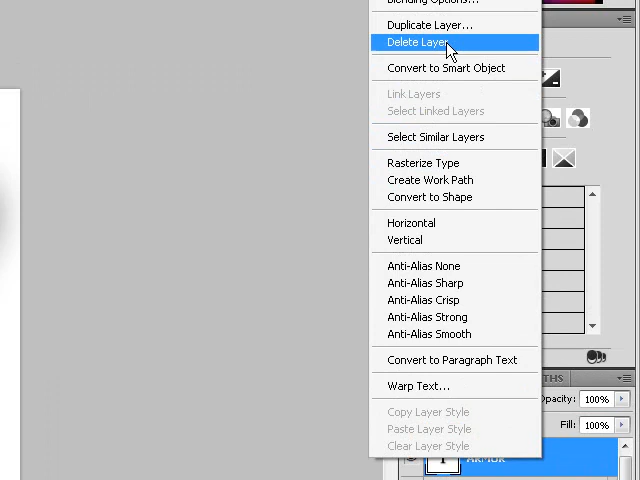 Blending Options...
Duplicate Layer...
Delete Layer
Convert to Smart Object
Link Layers
Select Linked Layers
Select Similar Layers
Rasterize Type
Create Work Path
Convert to Shape
Horizontal
Vertical
Anti-Alias None
Anti-Alias Sharp
Anti-Alias Crisp
Anti-Alias Strong
Anti-Alias Smooth
Convert to Paragraph Text
THS
Warp Text...
Opacity: 100%
Copy Layer Style
Fill: 100%
Paste Layer Style
Clear Layer Style
T ARMOR